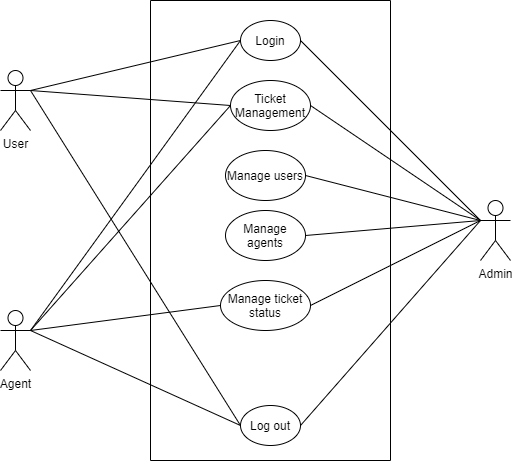 Login
Ticket
Management
User
Manage users
Manage
agents
Admin
Manage ticket
status
Agent
Log out